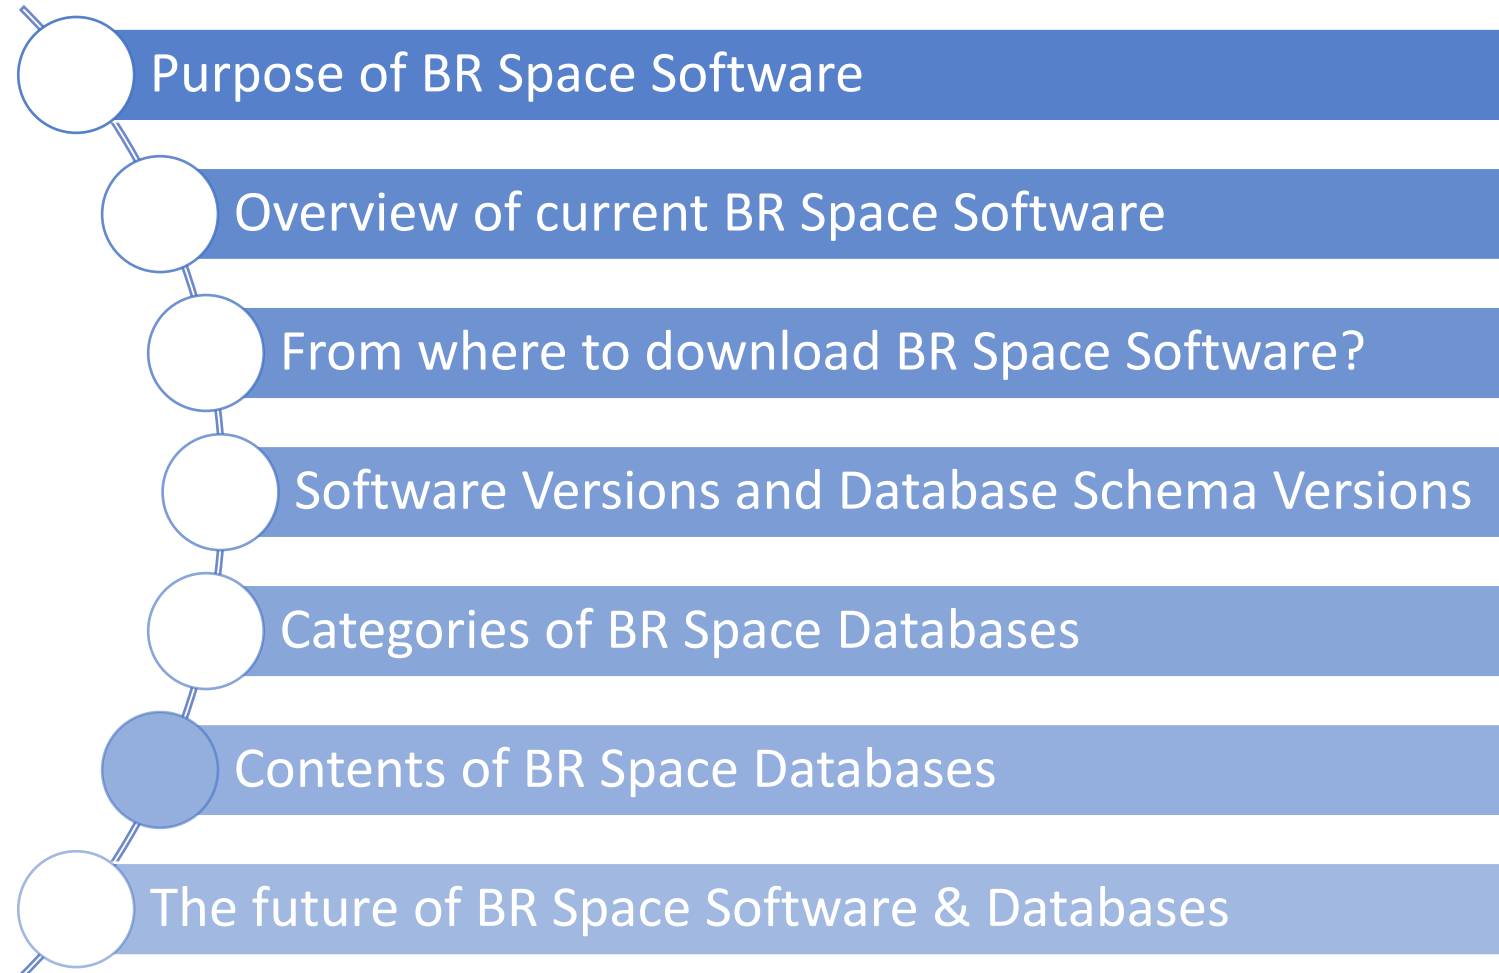 Purpose of BR Space Software
Overview of current BR Space Software
From where to download BR Space Software?
Software Versions and Database Schema Versions
Categories of BR Space Databases
Contents of BR Space Databases
The future of BR Space Software & Databases